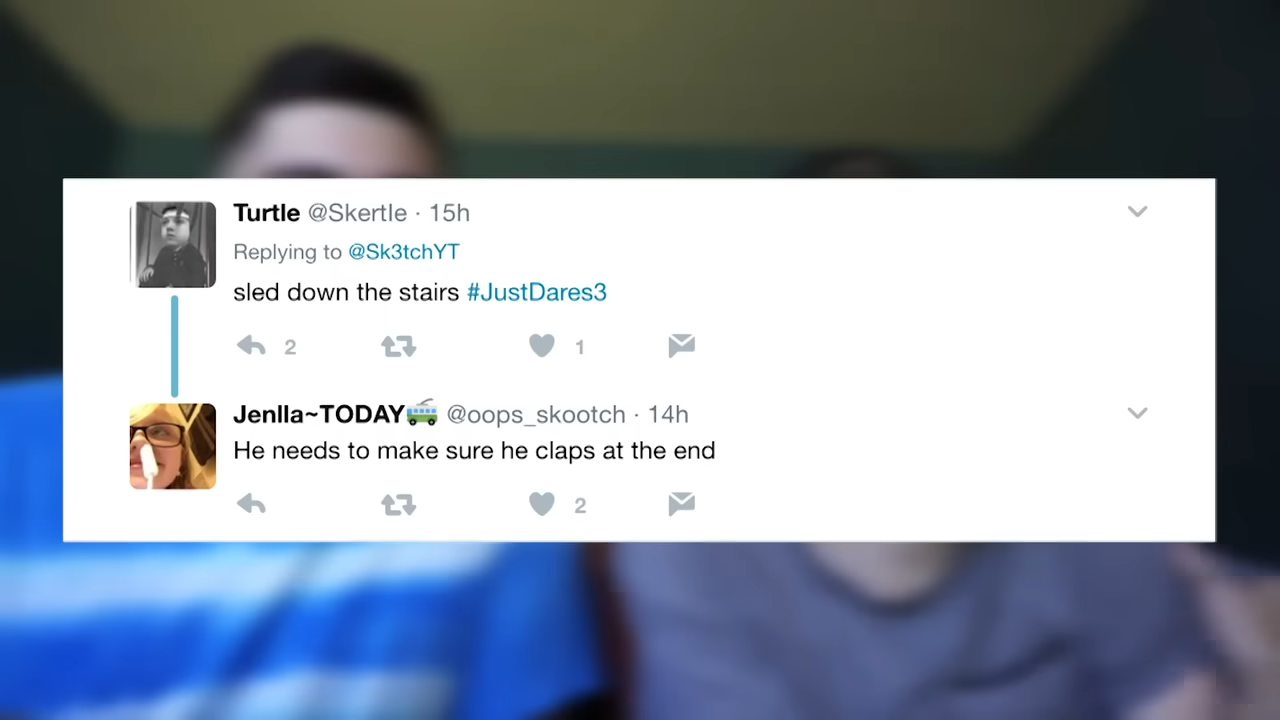 Turtle @Skertle · 15h
Replying to @Sk3tchYT
sled down the stairs #JustDares3
2 1
Jenlla~TODAY🚎 @oops_skootch · 14h
He needs to make sure he claps at the end
2